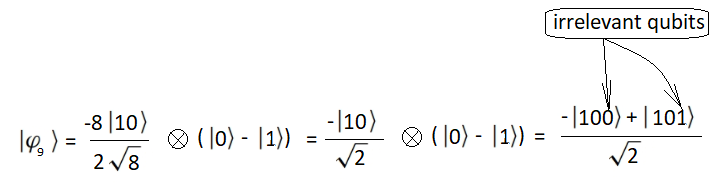 irrelevant qubits
|φ₉ ⟩ = -8 |10 ⟩ / 2 √8 ⊗ ( |0⟩ - |1⟩ ) = -|10 ⟩ / √2 ⊗ ( |0⟩ - |1⟩ ) = -|100⟩ + | 101⟩ / √2